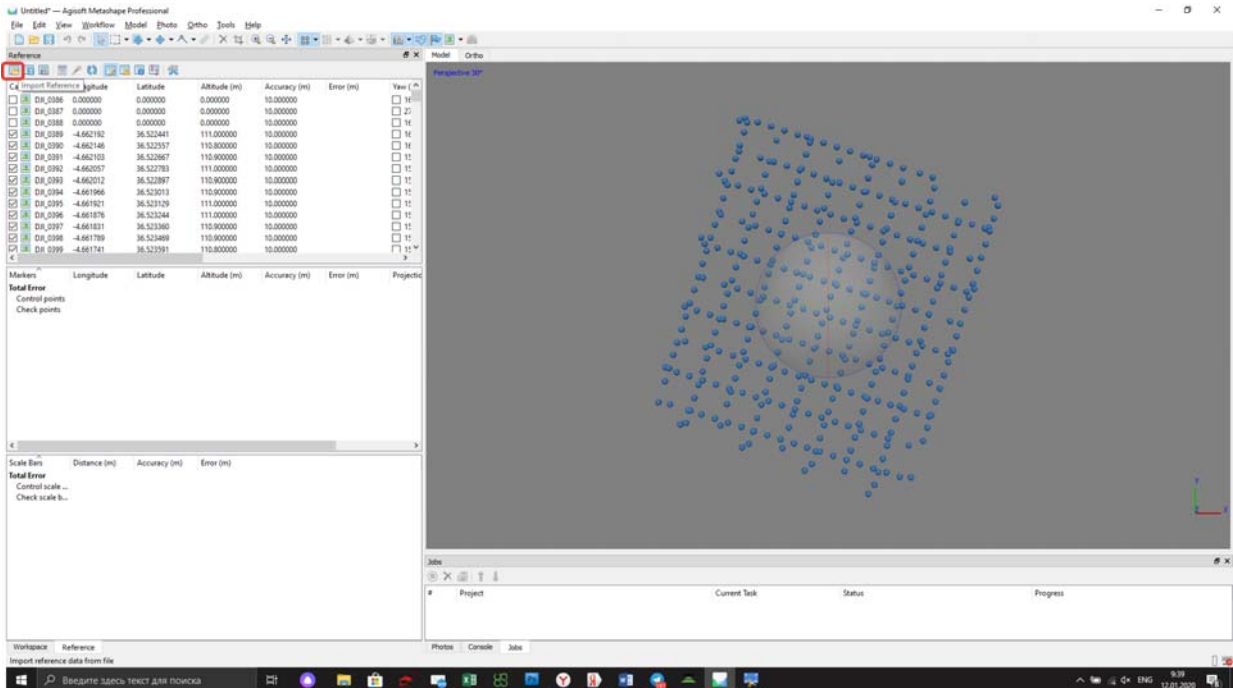 Untitled* — Agisoft Metashape Professional
File Edit View Workflow Model Photo Ortho Tools Help
Reference
Model Ortho
Import Reference
Perspective 30°
Longitude Latitude Altitude (m) Accuracy (m) Error (m) Yaw (
DJI_0386 0.000000 0.000000 0.000000 10.000000
DJI_0387 0.000000 0.000000 0.000000 10.000000
DJI_0388 0.000000 0.000000 0.000000 10.000000
DJI_0389 -4.662192 36.522441 111.000000 10.000000
DJI_0390 -4.662146 36.522557 110.800000 10.000000
DJI_0391 -4.662103 36.522667 110.900000 10.000000
DJI_0392 -4.662057 36.522783 111.000000 10.000000
DJI_0393 -4.662012 36.522897 110.900000 10.000000
DJI_0394 -4.661966 36.523013 110.900000 10.000000
DJI_0395 -4.661921 36.523129 111.000000 10.000000
DJI_0396 -4.661876 36.523244 111.000000 10.000000
DJI_0397 -4.661831 36.523360 110.900000 10.000000
DJI_0398 -4.661789 36.523469 110.900000 10.000000
DJI_0399 -4.661741 36.523591 110.800000 10.000000
Markers Longitude Latitude Altitude (m) Accuracy (m) Error (m) Projectic
Total Error
Control points
Check points
Scale Bars Distance (m) Accuracy (m) Error (m)
Total Error
Control scale ...
Check scale b...
Y
X
Z
Jobs
# Project Current Task Status Progress
Workspace Reference
Photos Console Jobs
Import reference data from file
Введите здесь текст для поиска
ENG
9:39
12.01.2020